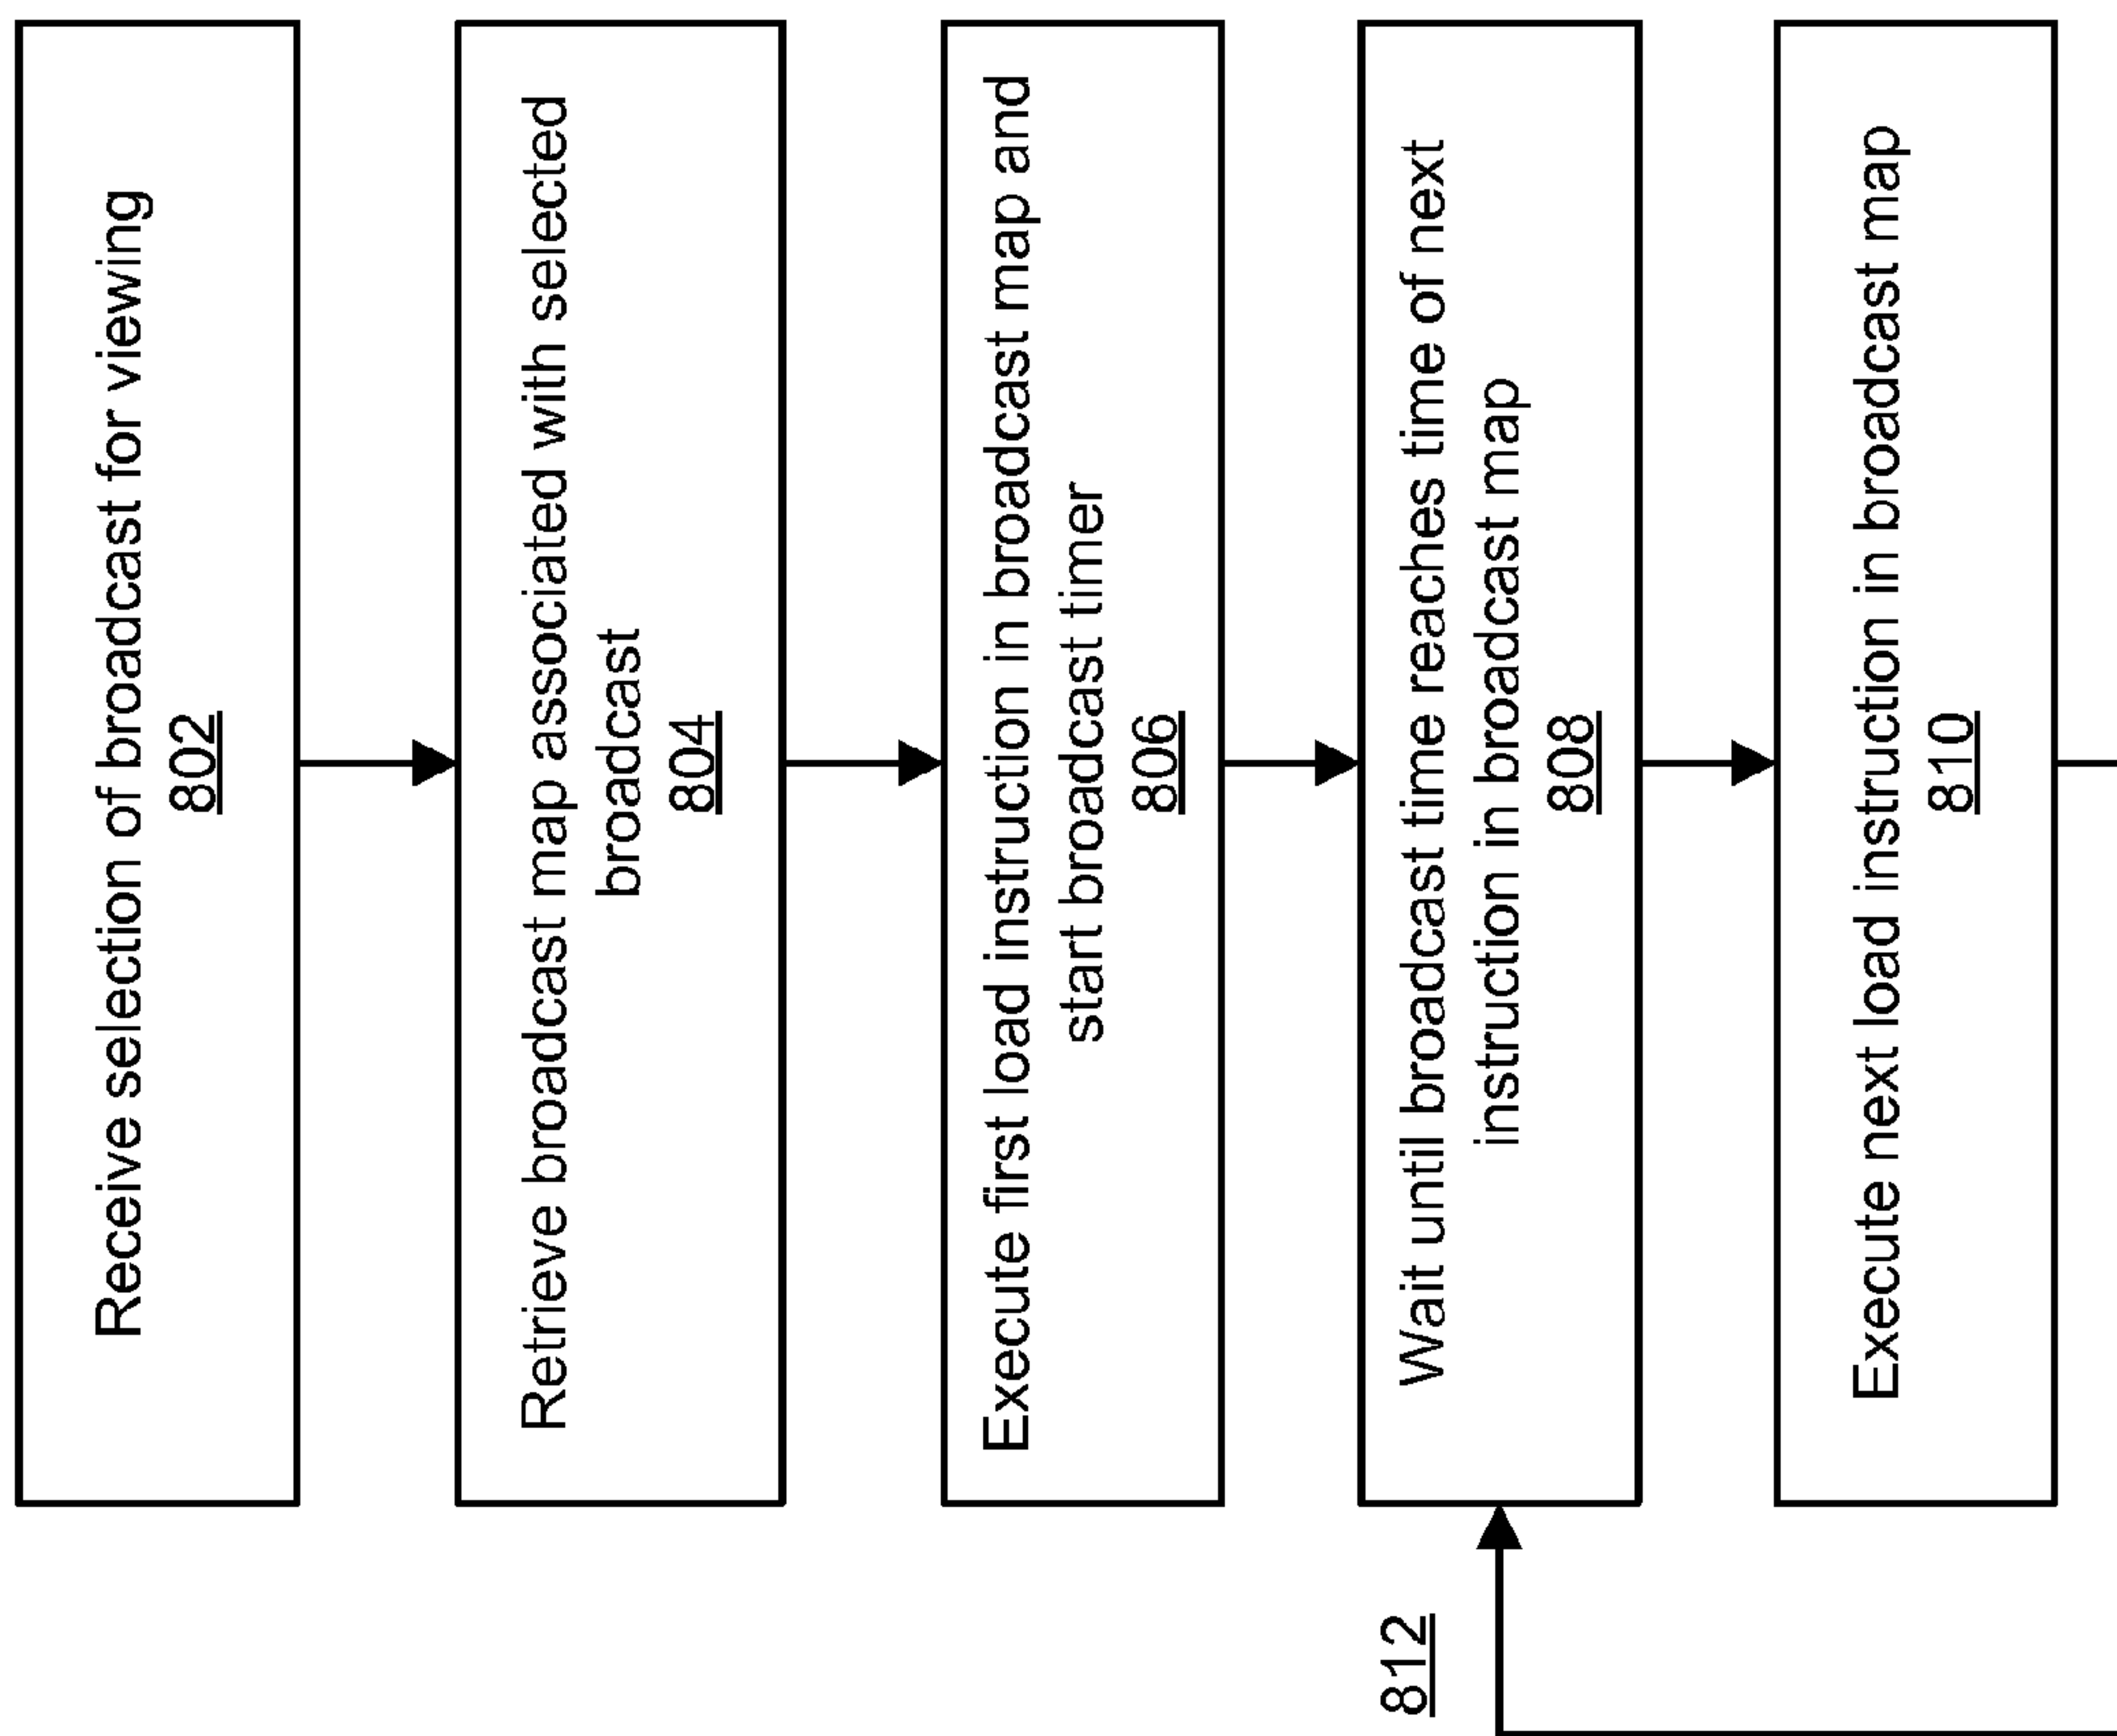 Receive selection of broadcast for viewing
802
Retrieve broadcast map associated with selected
broadcast
804
Execute first load instruction in broadcast map and
start broadcast timer
806
Wait until broadcast time reaches time of next
instruction in broadcast map
808
Execute next load instruction in broadcast map
810
812